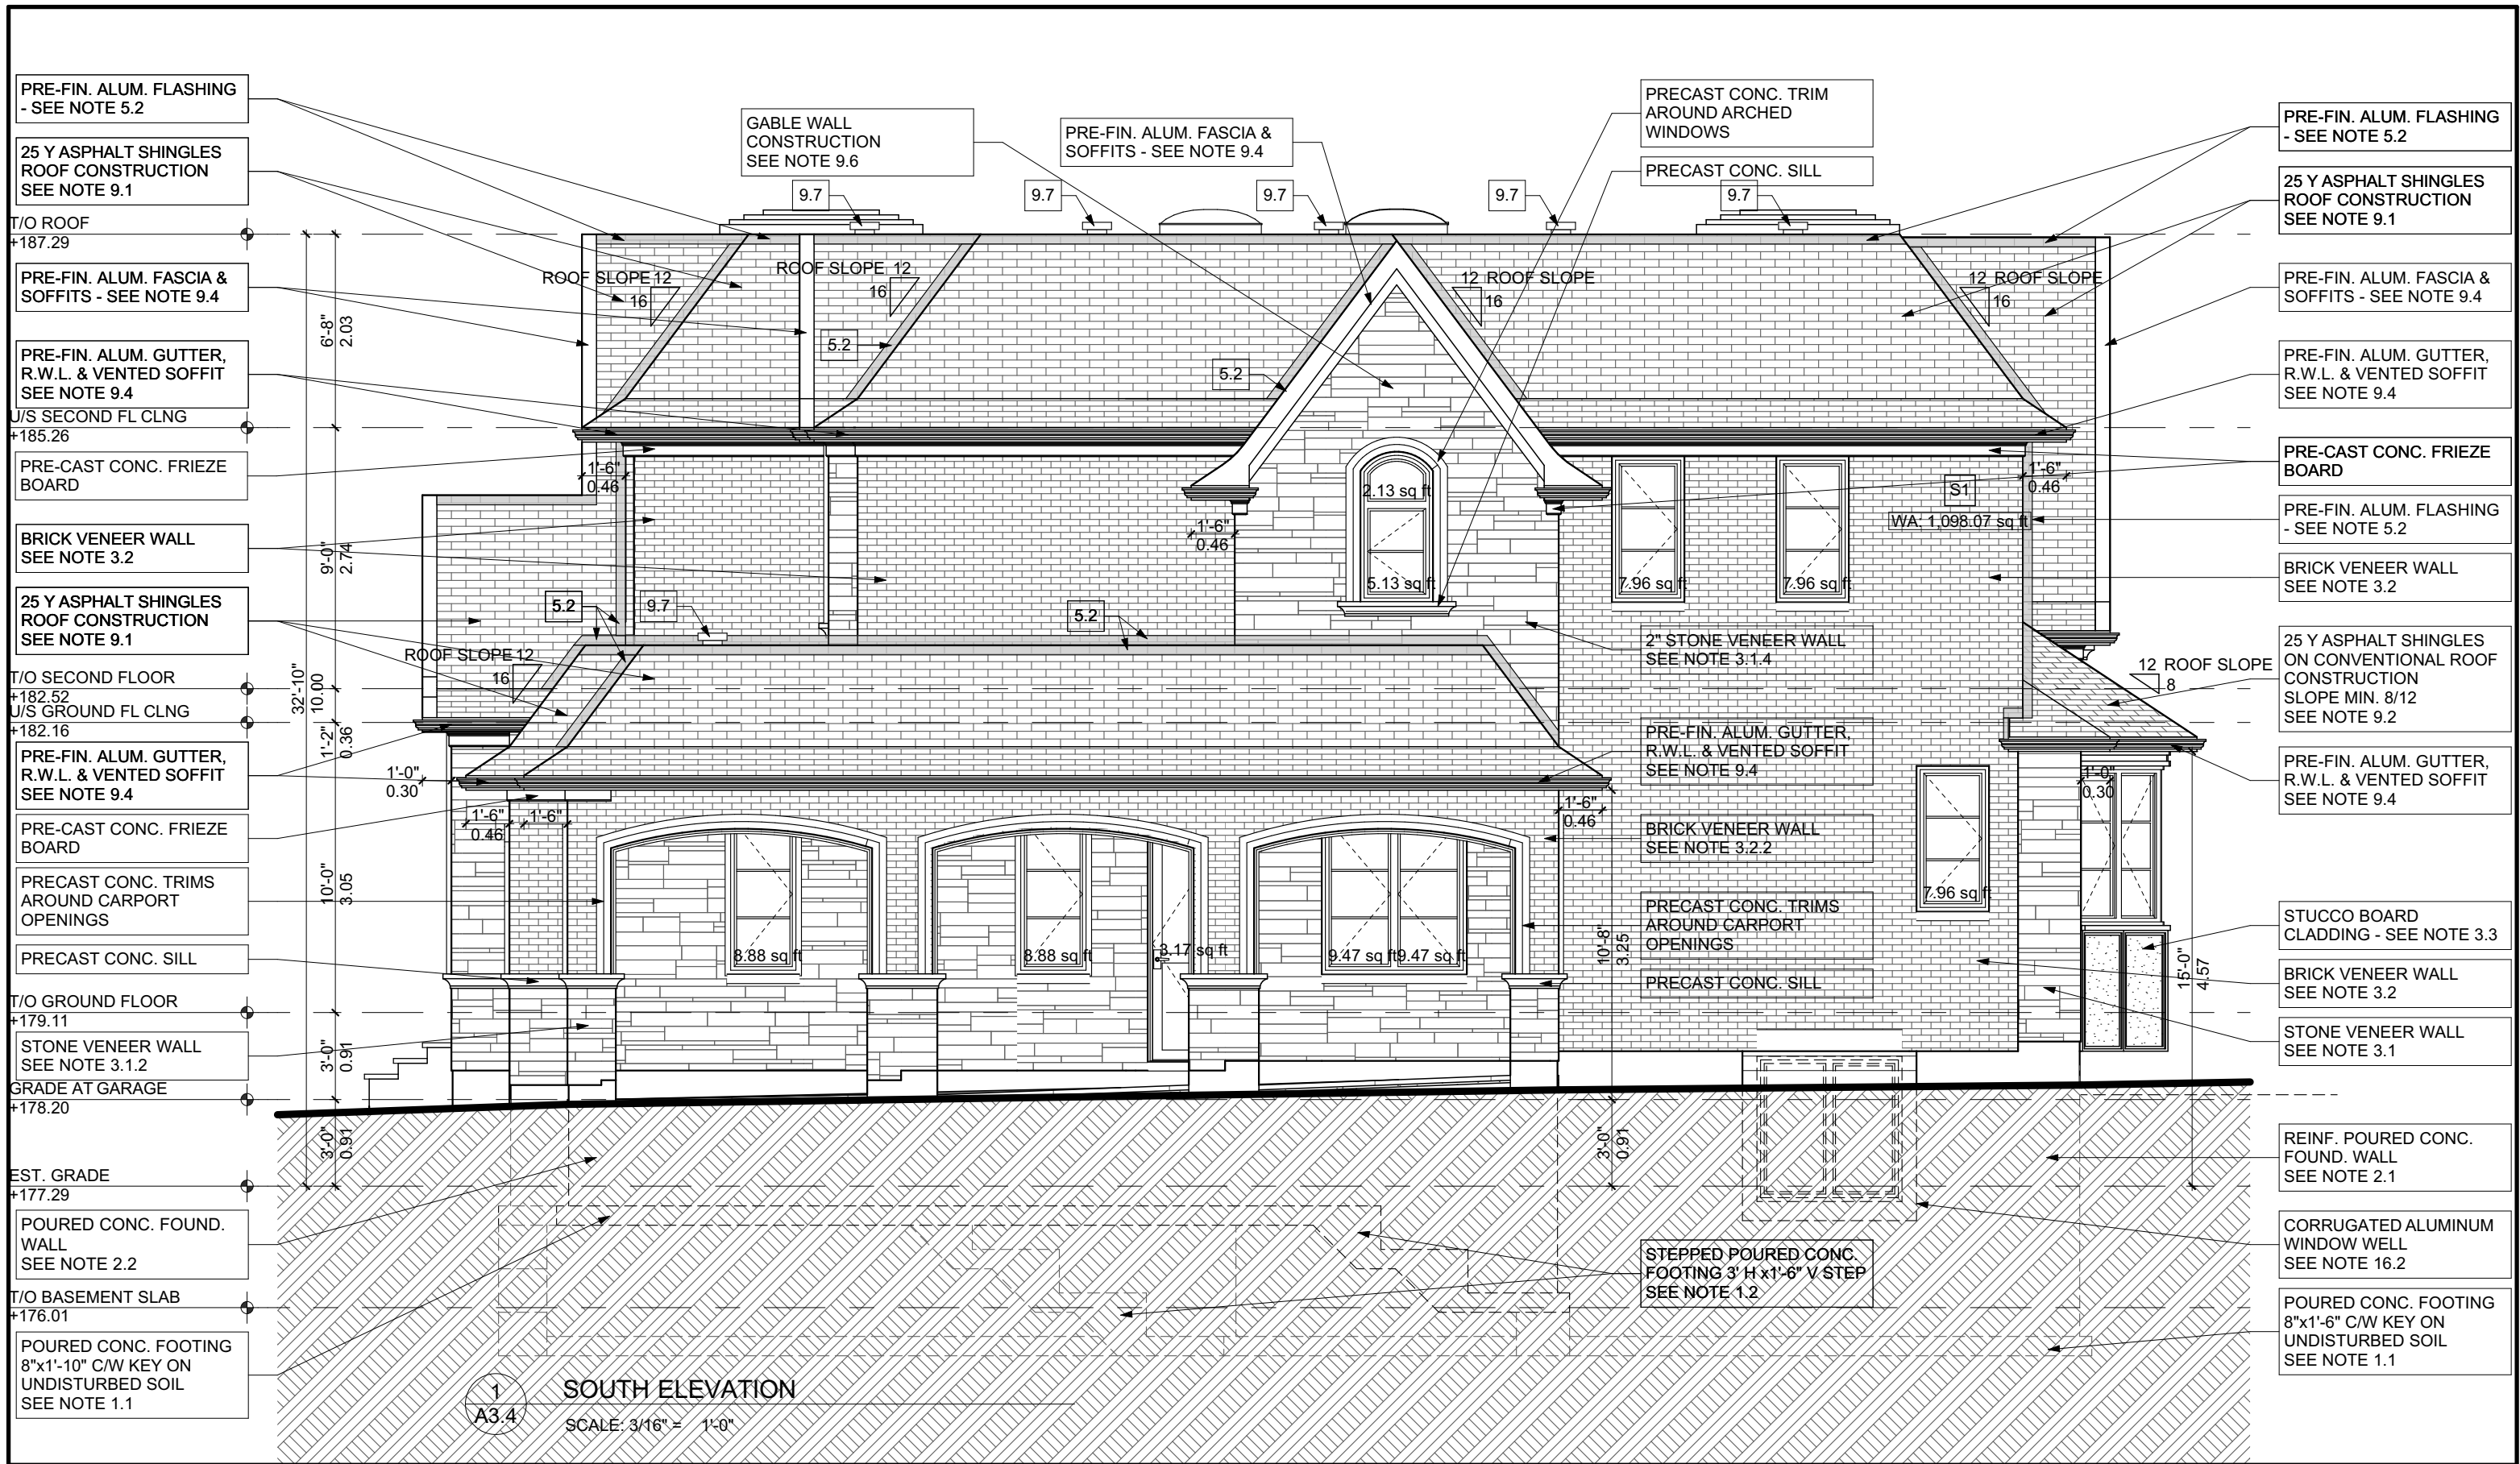 PRE-FIN. ALUM. FLASHING
- SEE NOTE 5.2
25 Y ASPHALT SHINGLES
ROOF CONSTRUCTION
SEE NOTE 9.1
T/O ROOF
+187.29
PRE-FIN. ALUM. FASCIA &
SOFFITS - SEE NOTE 9.4
PRE-FIN. ALUM. GUTTER,
R.W.L. & VENTED SOFFIT
SEE NOTE 9.4
U/S SECOND FL CLNG
+185.26
PRE-CAST CONC. FRIEZE
BOARD
BRICK VENEER WALL
SEE NOTE 3.2
25 Y ASPHALT SHINGLES
ROOF CONSTRUCTION
SEE NOTE 9.1
T/O SECOND FLOOR
+182.52
U/S GROUND FL CLNG
+182.16
PRE-FIN. ALUM. GUTTER,
R.W.L. & VENTED SOFFIT
SEE NOTE 9.4
PRE-CAST CONC. FRIEZE
BOARD
PRECAST CONC. TRIMS
AROUND CARPORT
OPENINGS
PRECAST CONC. SILL
T/O GROUND FLOOR
+179.11
STONE VENEER WALL
SEE NOTE 3.1.2
GRADE AT GARAGE
+178.20
EST. GRADE
+177.29
POURED CONC. FOUND.
WALL
SEE NOTE 2.2
T/O BASEMENT SLAB
+176.01
POURED CONC. FOOTING
8"x1'-10" C/W KEY ON
UNDISTURBED SOIL
SEE NOTE 1.1
32'-10"
10.00
6'-8"
2.03
9'-0"
2.74
1'-2"
0.36
10'-0"
3.05
3'-0"
0.91
3'-0"
0.91
GABLE WALL
CONSTRUCTION
SEE NOTE 9.6
PRE-FIN. ALUM. FASCIA &
SOFFITS - SEE NOTE 9.4
PRECAST CONC. TRIM
AROUND ARCHED
WINDOWS
PRECAST CONC. SILL
9.7
9.7
9.7
9.7
9.7
ROOF SLOPE 12
16
ROOF SLOPE 12
16
12 ROOF SLOPE
16
12 ROOF SLOPE
16
5.2
5.2
1'-6"
0.46
2.13 sq ft
1'-6"
0.46
5.13 sq ft
7.96 sq ft
7.96 sq ft
S1
WA: 1,098.07 sq ft
1'-6"
0.46
5.2
9.7
5.2
ROOF SLOPE 12
16
2" STONE VENEER WALL
SEE NOTE 3.1.4
12 ROOF SLOPE
8
PRE-FIN. ALUM. GUTTER,
R.W.L. & VENTED SOFFIT
SEE NOTE 9.4
1'-0"
0.30
1'-6"
0.46
1'-6"
1'-6"
0.46
1'-0"
0.30
BRICK VENEER WALL
SEE NOTE 3.2.2
8.88 sq ft
8.88 sq ft
3.17 sq ft
9.47 sq ft
9.47 sq ft
7.96 sq ft
PRECAST CONC. TRIMS
AROUND CARPORT
OPENINGS
PRECAST CONC. SILL
10'-8"
3.25
3'-0"
0.91
15'-0"
4.57
STEPPED POURED CONC.
FOOTING 3' H x1'-6" V STEP
SEE NOTE 1.2
PRE-FIN. ALUM. FLASHING
- SEE NOTE 5.2
25 Y ASPHALT SHINGLES
ROOF CONSTRUCTION
SEE NOTE 9.1
PRE-FIN. ALUM. FASCIA &
SOFFITS - SEE NOTE 9.4
PRE-FIN. ALUM. GUTTER,
R.W.L. & VENTED SOFFIT
SEE NOTE 9.4
PRE-CAST CONC. FRIEZE
BOARD
PRE-FIN. ALUM. FLASHING
- SEE NOTE 5.2
BRICK VENEER WALL
SEE NOTE 3.2
25 Y ASPHALT SHINGLES
ON CONVENTIONAL ROOF
CONSTRUCTION
SLOPE MIN. 8/12
SEE NOTE 9.2
PRE-FIN. ALUM. GUTTER,
R.W.L. & VENTED SOFFIT
SEE NOTE 9.4
STUCCO BOARD
CLADDING - SEE NOTE 3.3
BRICK VENEER WALL
SEE NOTE 3.2
STONE VENEER WALL
SEE NOTE 3.1
REINF. POURED CONC.
FOUND. WALL
SEE NOTE 2.1
CORRUGATED ALUMINUM
WINDOW WELL
SEE NOTE 16.2
POURED CONC. FOOTING
8"x1'-6" C/W KEY ON
UNDISTURBED SOIL
SEE NOTE 1.1
1
A3.4
SOUTH ELEVATION
SCALE: 3/16" = 1'-0"